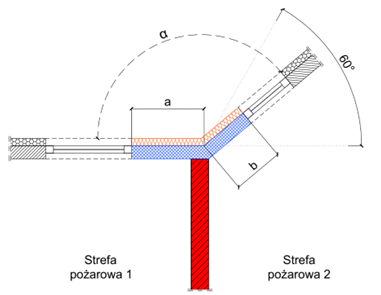 α
60°
a
b
Strefa
pożarowa 1
Strefa
pożarowa 2